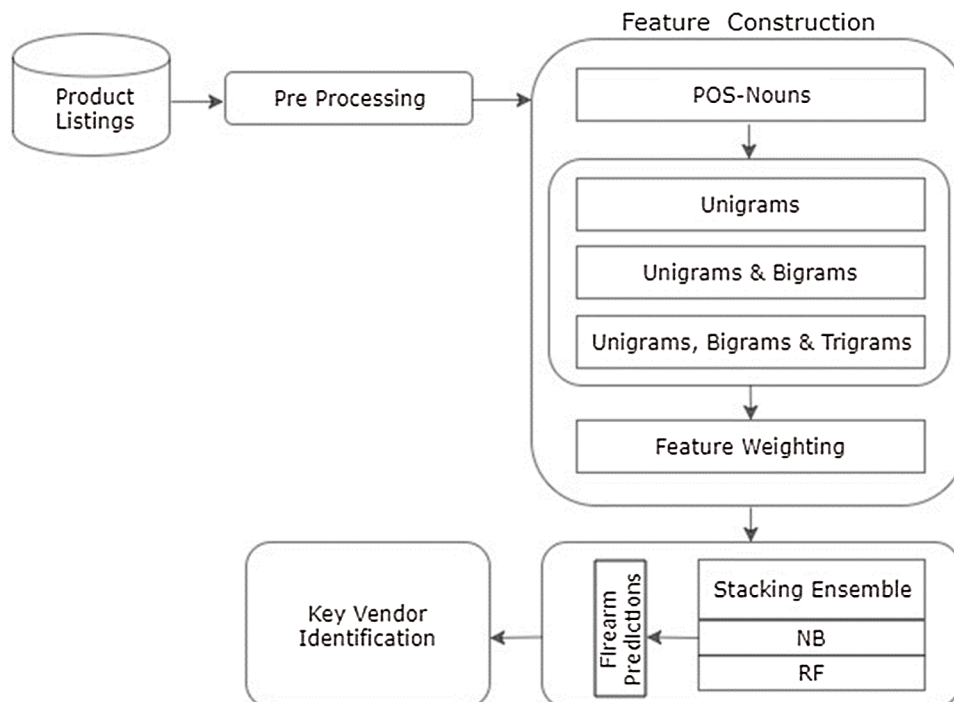 Feature Construction
Product
Listings
Pre Processing
POS-Nouns
Unigrams
Unigrams & Bigrams
Unigrams, Bigrams & Trigrams
Feature Weighting
Key Vendor
Identification
Firearm
Predictions
Stacking Ensemble
NB
RF